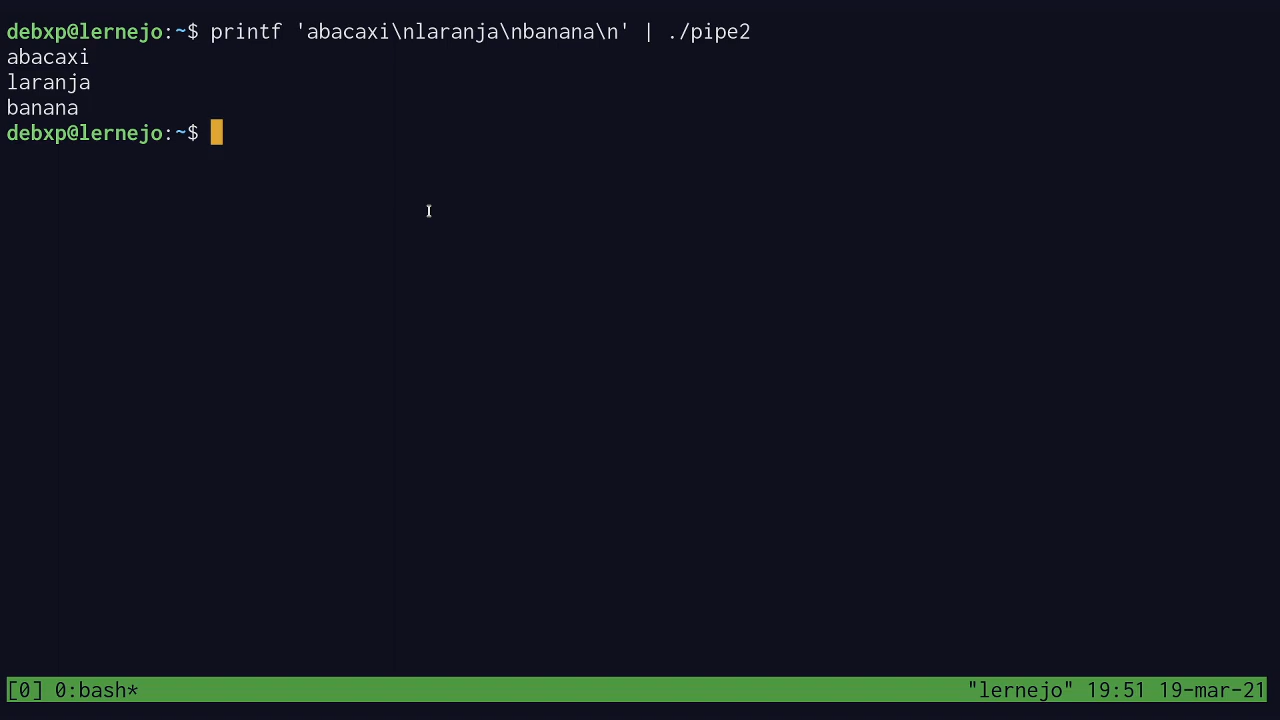 debxp@lernejo:~$ printf 'abacaxi\nlaranja\nbanana\n' | ./pipe2
abacaxi
laranja
banana
debxp@lernejo:~$
[0] 0:bash* "lernejo" 19:51 19-mar-21